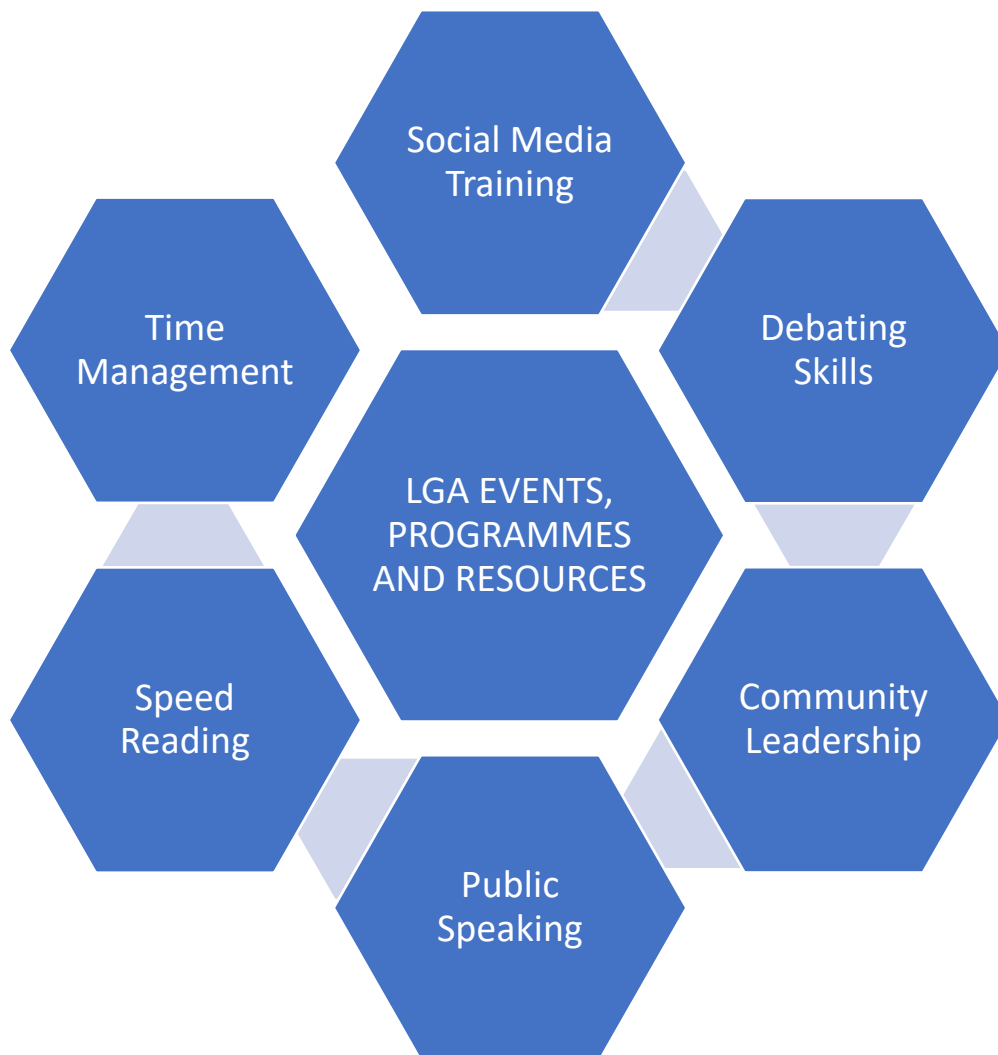 Social Media
Training
Time
Management
Debating
Skills
LGA EVENTS,
PROGRAMMES
AND RESOURCES
Speed
Reading
Community
Leadership
Public
Speaking